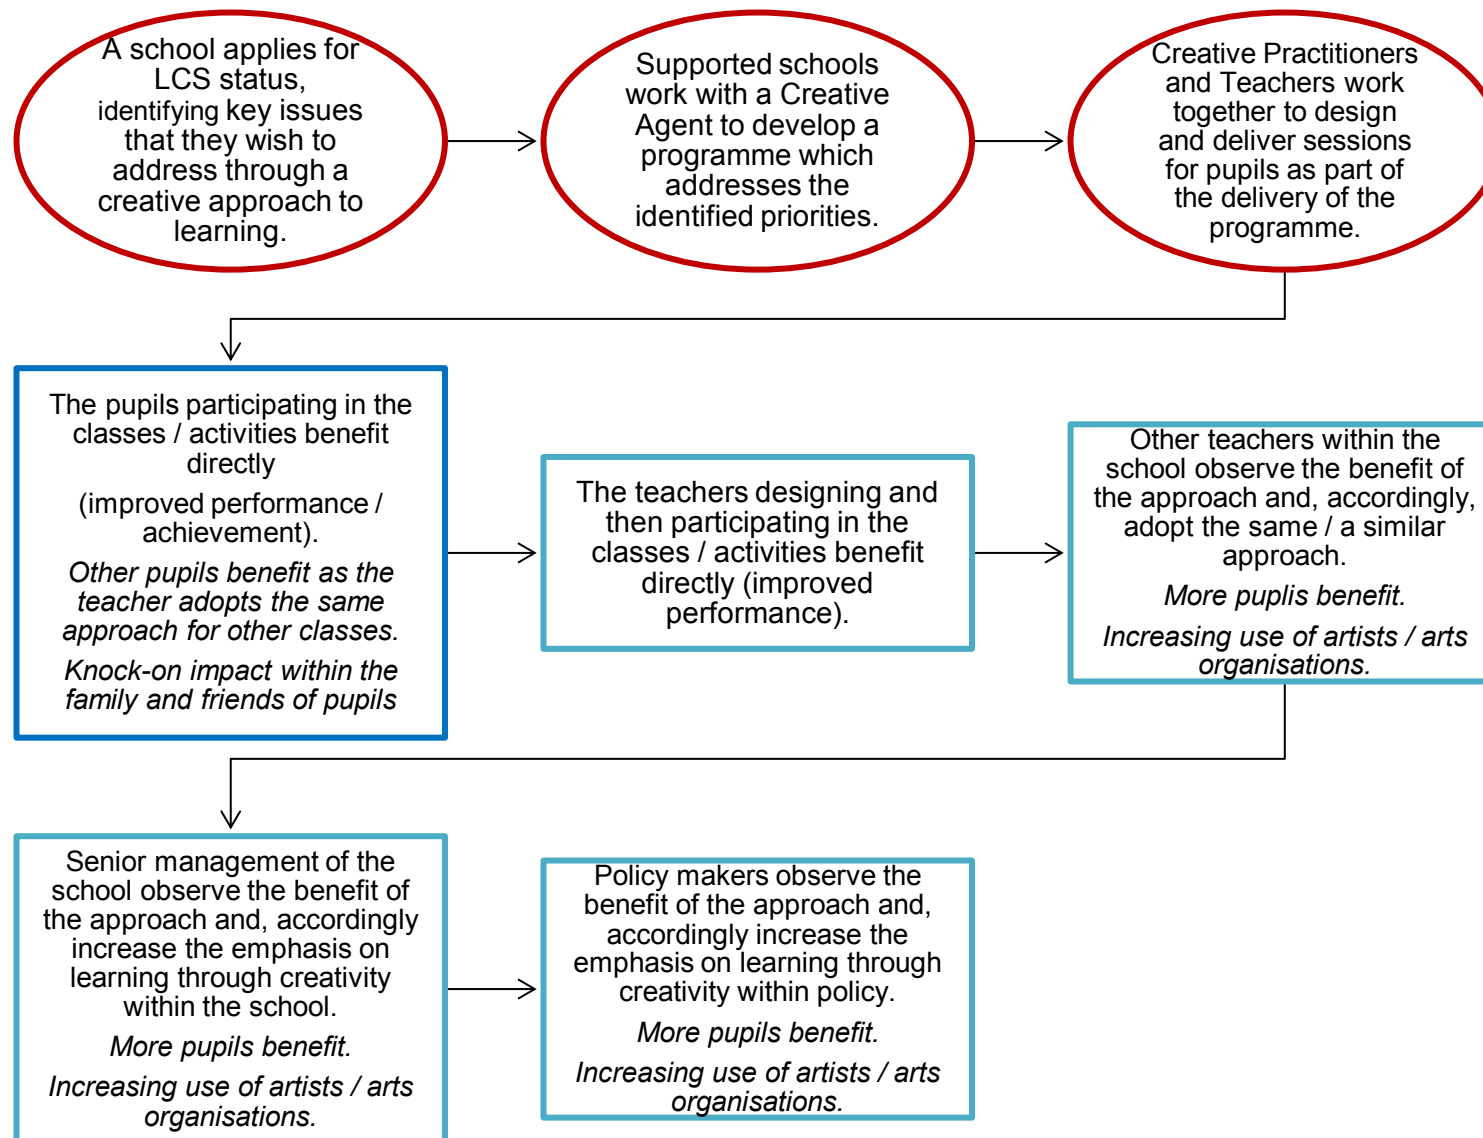 A school applies for
LCS status,
identifying key issues
that they wish to
address through a
creative approach to
learning.
Supported schools
work with a Creative
Agent to develop a
programme which
addresses the
identified priorities.
Creative Practitioners
and Teachers work
together to design
and deliver sessions
for pupils as part of
the delivery of the
programme.
The pupils participating in the
classes / activities benefit
directly
(improved performance /
achievement).
Other pupils benefit as the
teacher adopts the same
approach for other classes.
Knock-on impact within the
family and friends of pupils
The teachers designing and
then participating in the
classes / activities benefit
directly (improved
performance).
Other teachers within the
school observe the benefit of
the approach and, accordingly,
adopt the same / a similar
approach.
More puplis benefit.
Increasing use of artists / arts
organisations.
Senior management of the
school observe the benefit of
the approach and, accordingly
increase the emphasis on
learning through creativity
within the school.
More pupils benefit.
Increasing use of artists / arts
organisations.
Policy makers observe the
benefit of the approach and,
accordingly increase the
emphasis on learning through
creativity within policy.
More pupils benefit.
Increasing use of artists / arts
organisations.